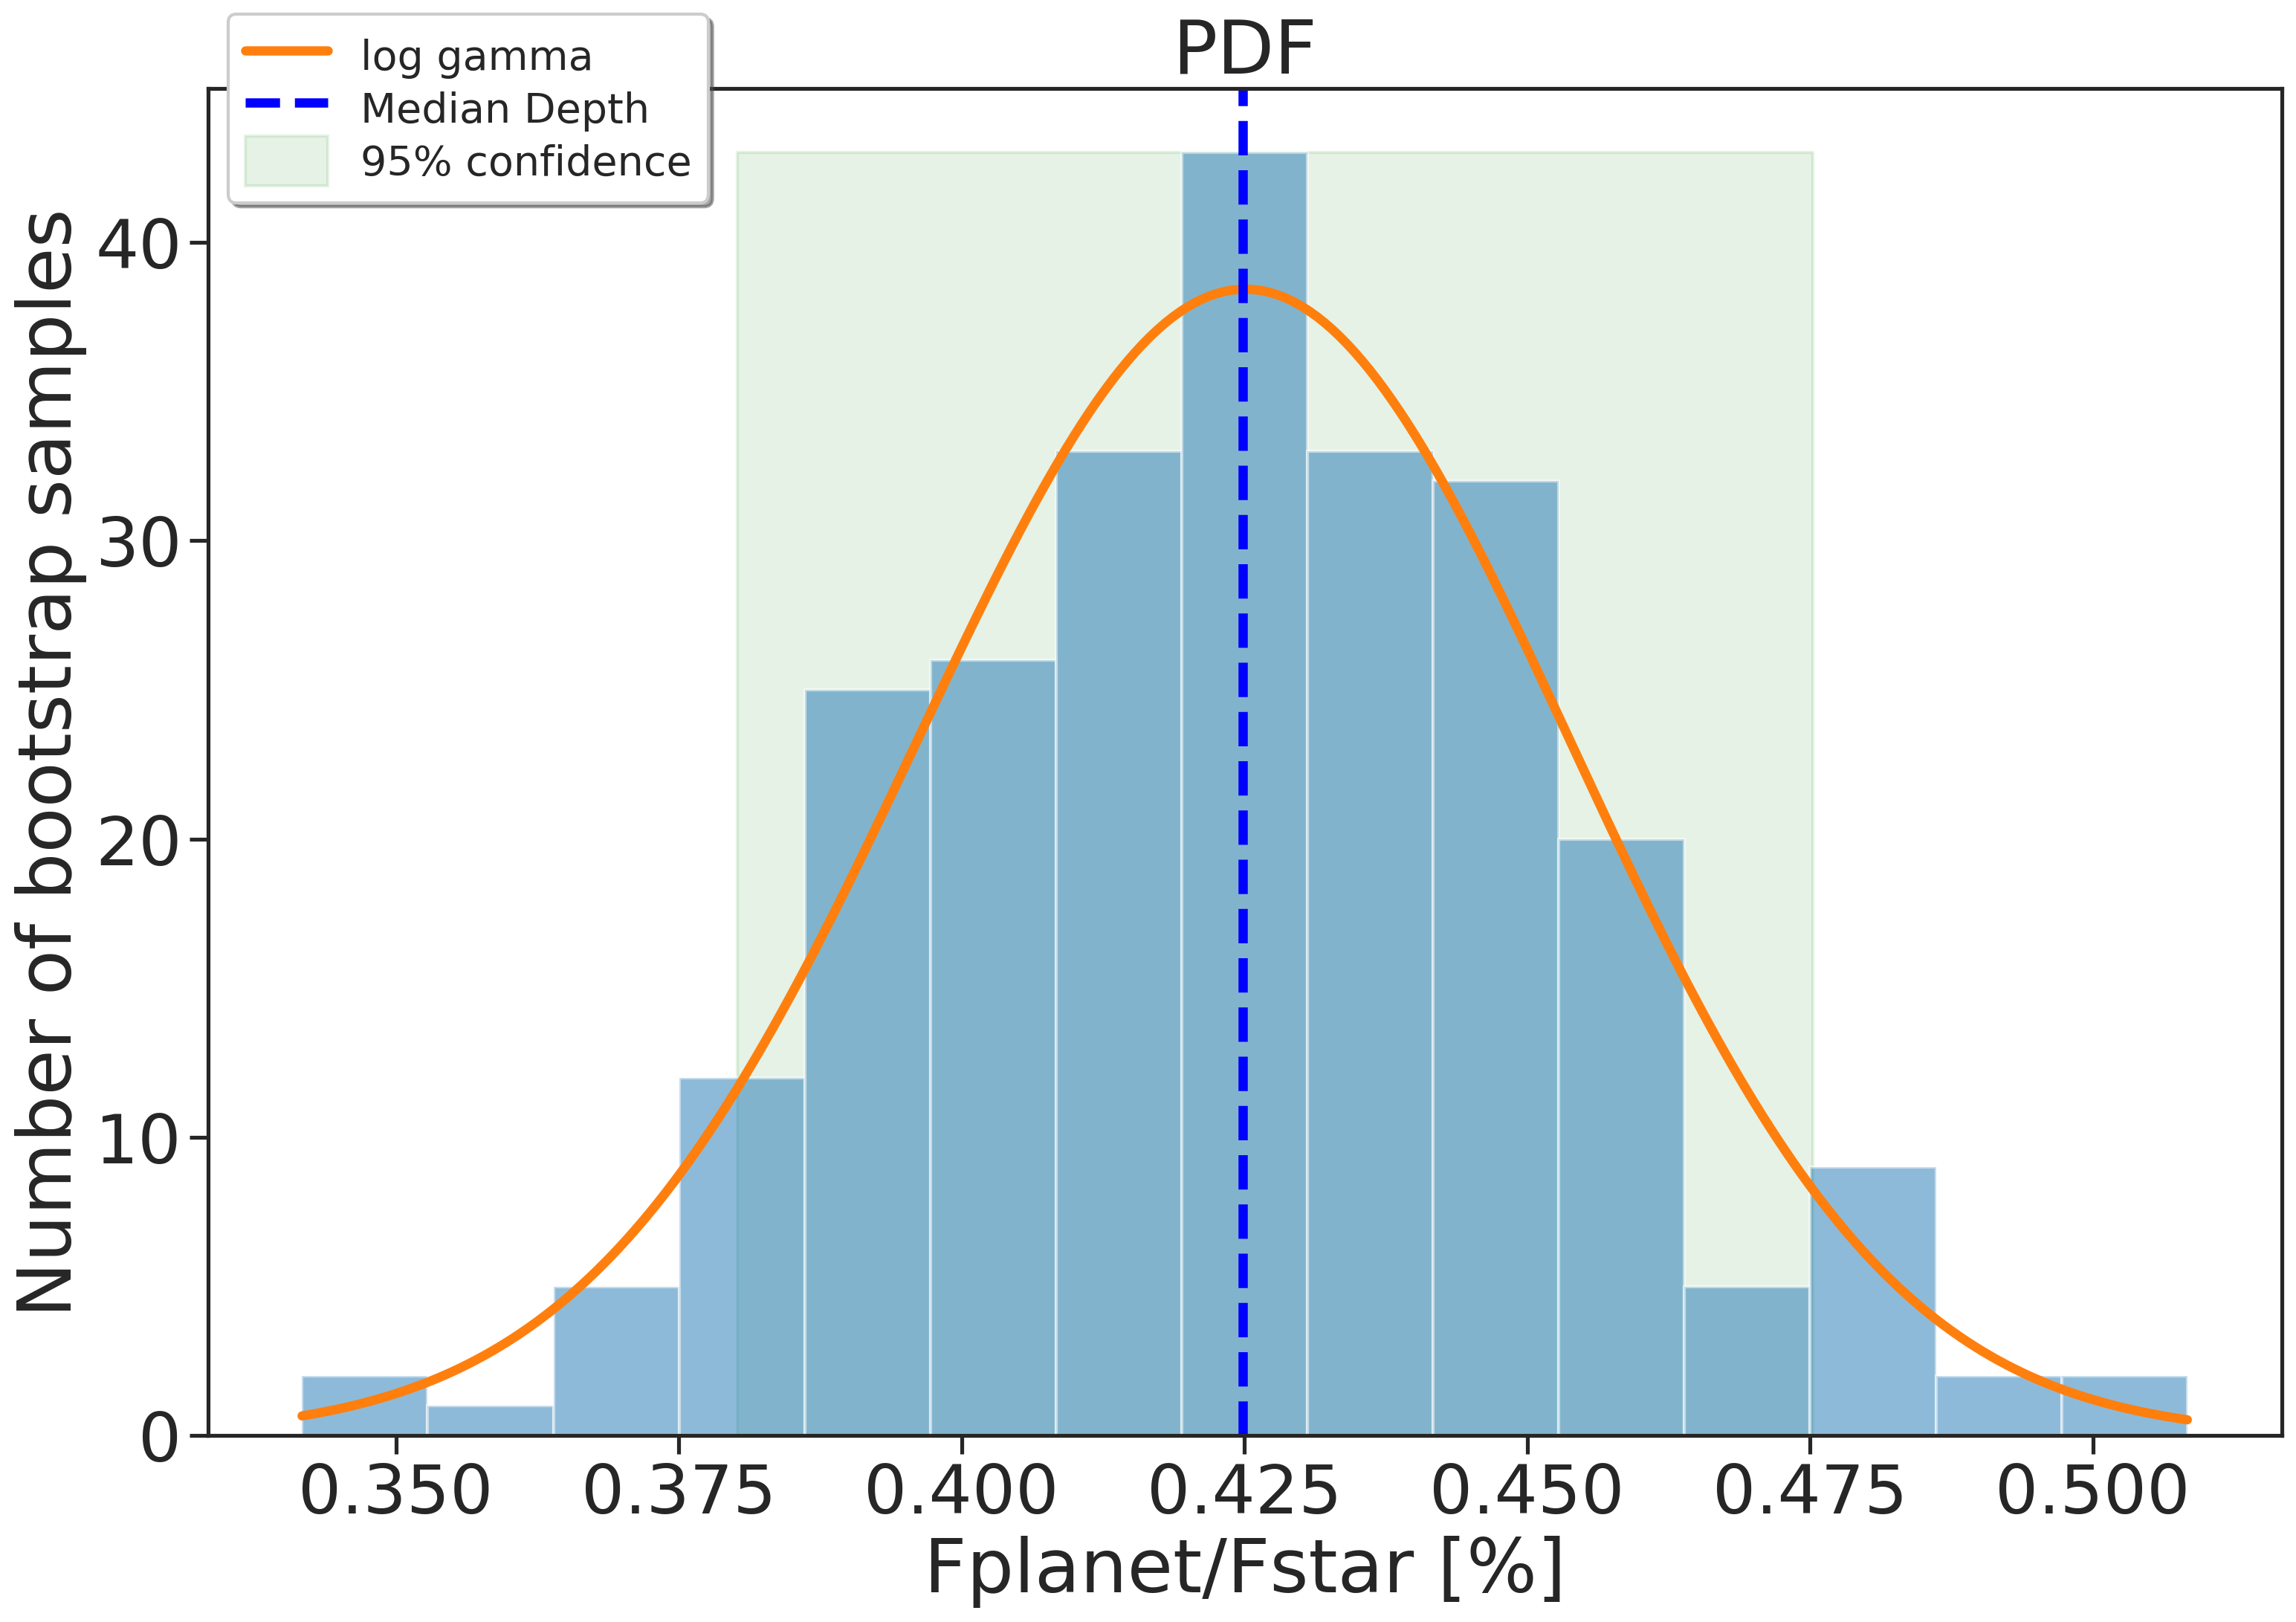 PDF
log gamma
Median Depth
95% confidence
Number of bootstrap samples
40
30
20
10
0
0.350 0.375 0.400 0.425 0.450 0.475 0.500
Fplanet/Fstar [%]